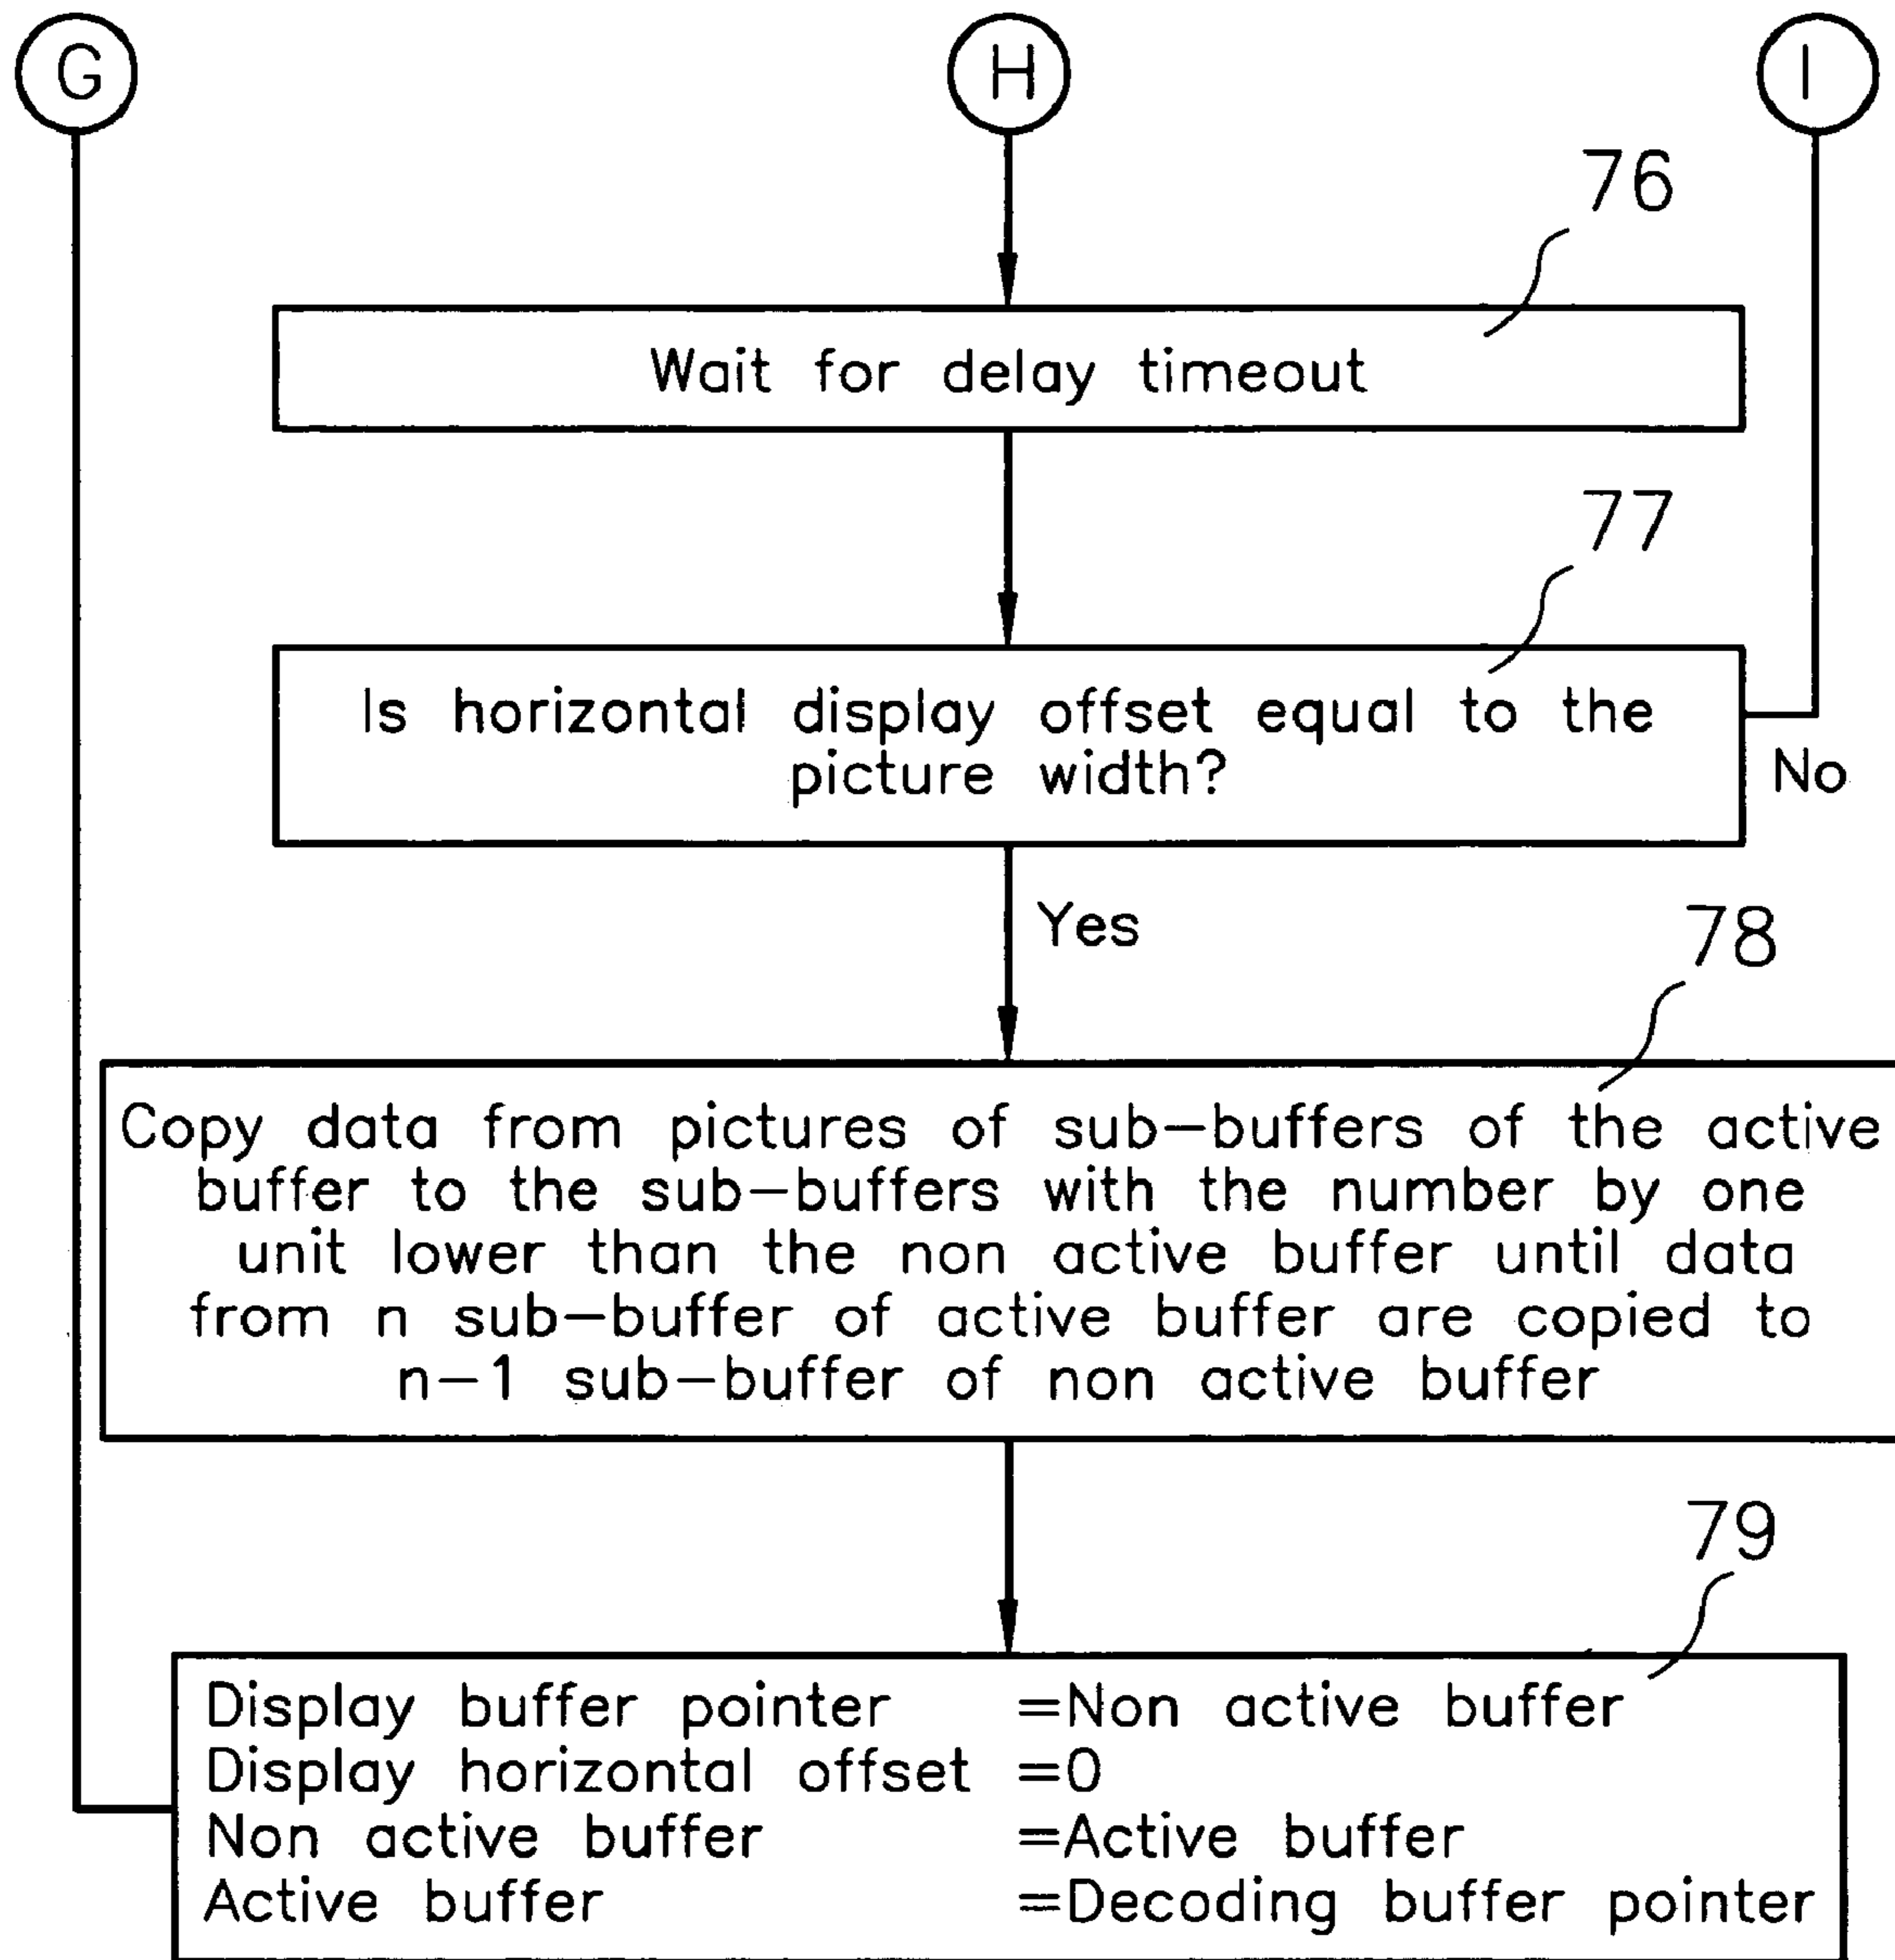 G H I
76
Wait for delay timeout
77
Is horizontal display offset equal to the
picture width?
No
Yes
78
Copy data from pictures of sub-buffers of the active
buffer to the sub-buffers with the number by one
unit lower than the non active buffer until data
from n sub-buffer of active buffer are copied to
n-1 sub-buffer of non active buffer
79
Display buffer pointer =Non active buffer
Display horizontal offset =0
Non active buffer =Active buffer
Active buffer =Decoding buffer pointer